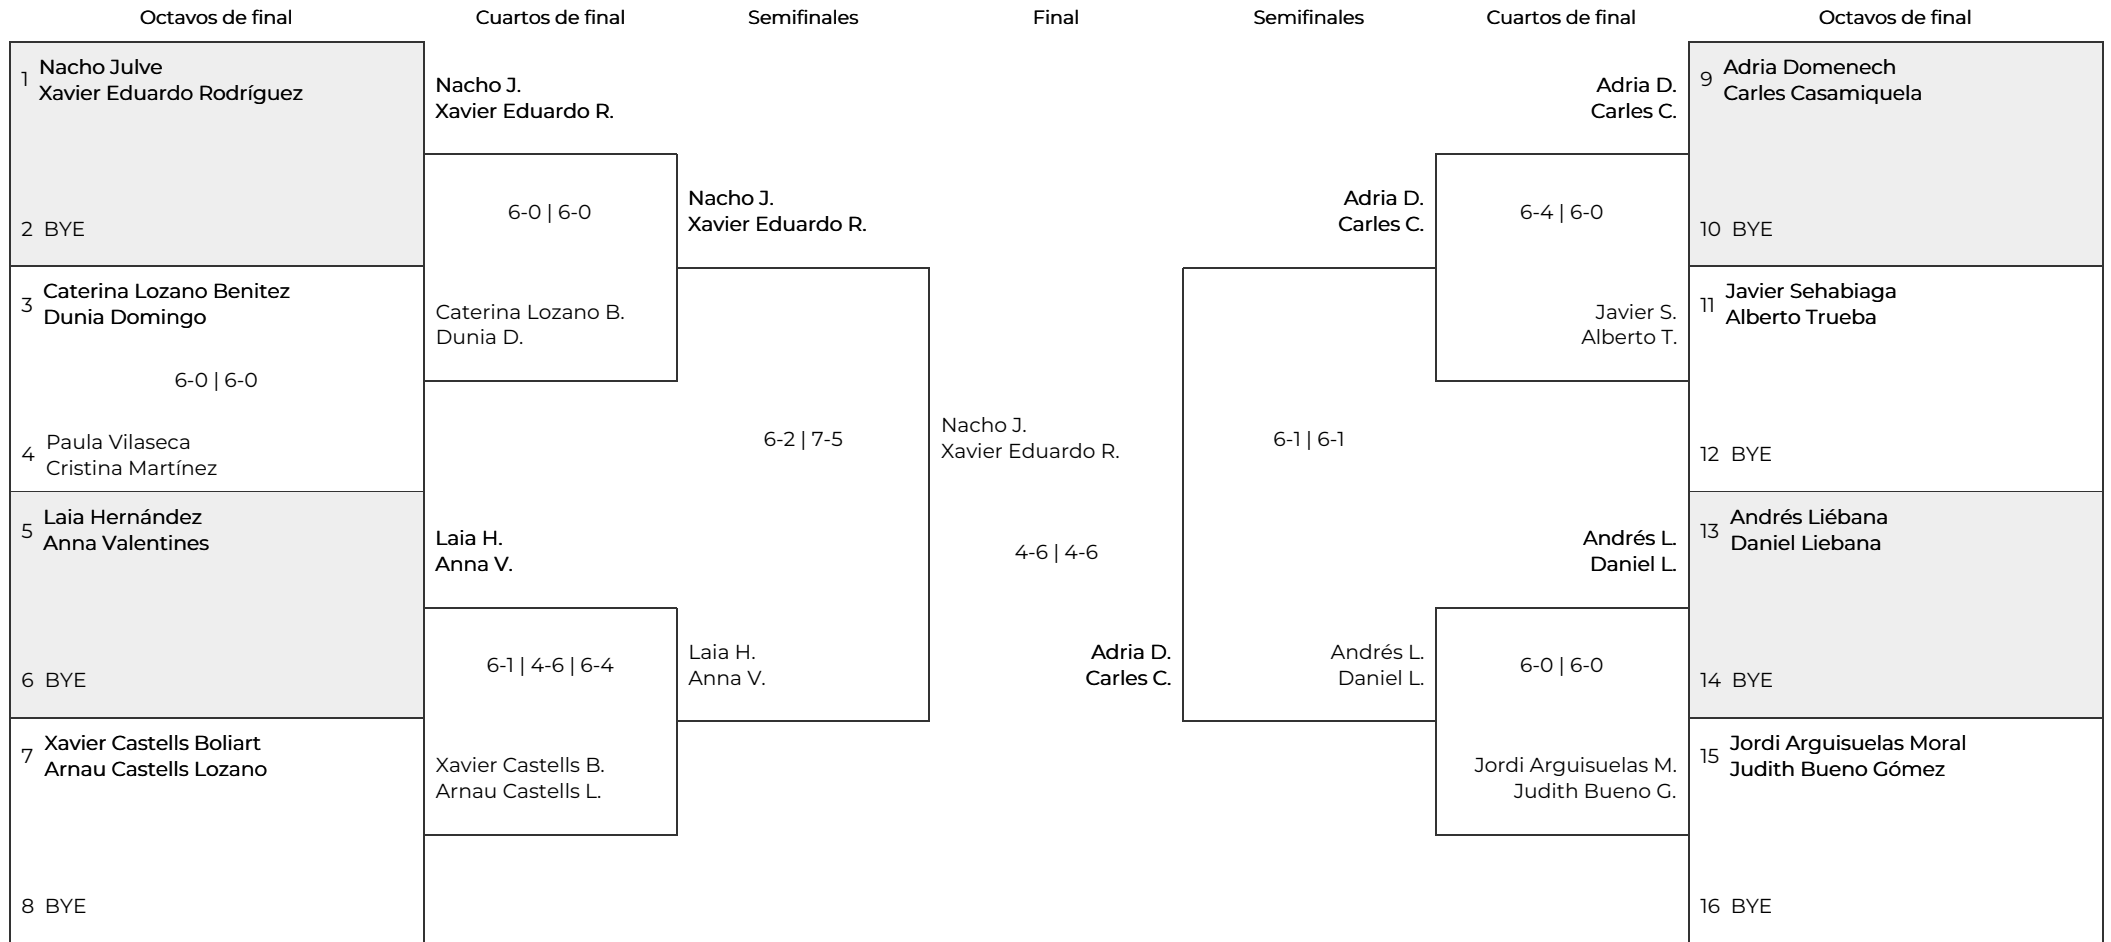 Octavos de final
Cuartos de final
Semifinales
Final
Semifinales
Cuartos de final
Octavos de final
1
Nacho Julve
Xavier Eduardo Rodríguez
2 BYE
3
Caterina Lozano Benitez
Dunia Domingo
6-0 | 6-0
4
Paula Vilaseca
Cristina Martínez
5
Laia Hernández
Anna Valentines
6 BYE
7
Xavier Castells Boliart
Arnau Castells Lozano
8 BYE
Nacho J.
Xavier Eduardo R.
6-0 | 6-0
Caterina Lozano B.
Dunia D.
Laia H.
Anna V.
6-1 | 4-6 | 6-4
Xavier Castells B.
Arnau Castells L.
Nacho J.
Xavier Eduardo R.
6-2 | 7-5
Laia H.
Anna V.
Nacho J.
Xavier Eduardo R.
4-6 | 4-6
Adria D.
Carles C.
Adria D.
Carles C.
6-1 | 6-1
Andrés L.
Daniel L.
Adria D.
Carles C.
6-4 | 6-0
Javier S.
Alberto T.
Andrés L.
Daniel L.
6-0 | 6-0
Jordi Arguisuelas M.
Judith Bueno G.
9
Adria Domenech
Carles Casamiquela
10 BYE
11
Javier Sehabiaga
Alberto Trueba
12 BYE
13
Andrés Liébana
Daniel Liebana
14 BYE
15
Jordi Arguisuelas Moral
Judith Bueno Gómez
16 BYE